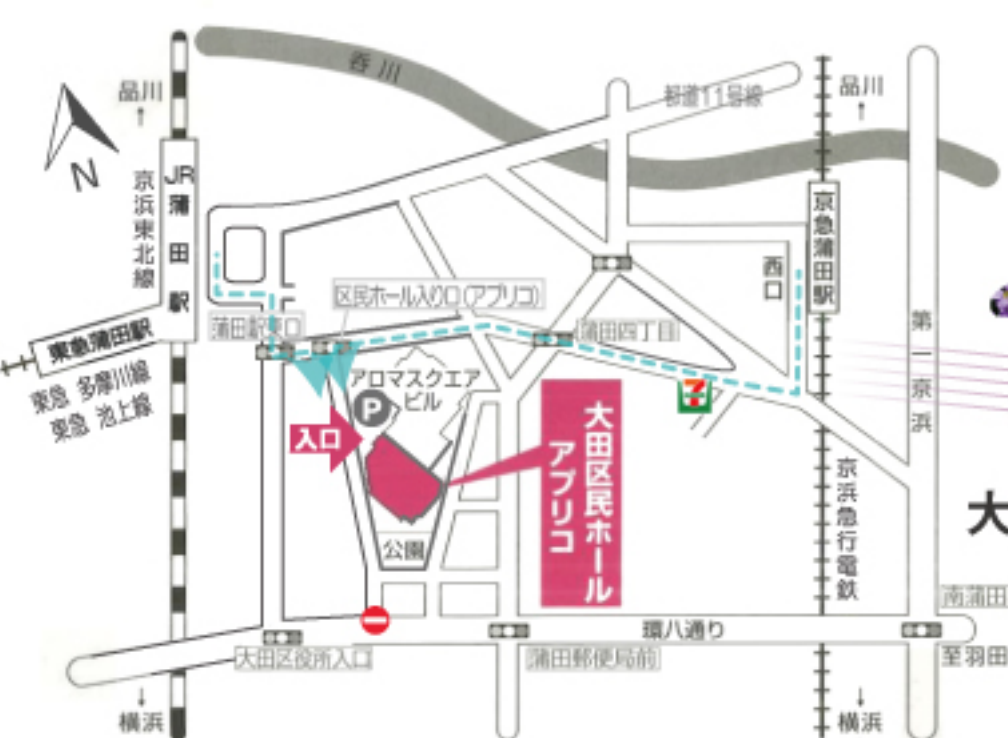 呑川
都道11号線
品川
↑
品川
↑
N
京浜東北線
JR蒲田駅
京急蒲田駅
西口
区民ホール入り口(アプリコ)
蒲田駅東口
蒲田四丁目
東急蒲田駅
東急 多摩川線
東急 池上線
アロマスクエア
ビル
P
7
入口
大田区民ホール
アプリコ
第一京浜
京浜急行電鉄
大
公園
環八通り
南蒲田
大田区役所入口
蒲田郵便局前
至羽田
↓
横浜
↓
横浜